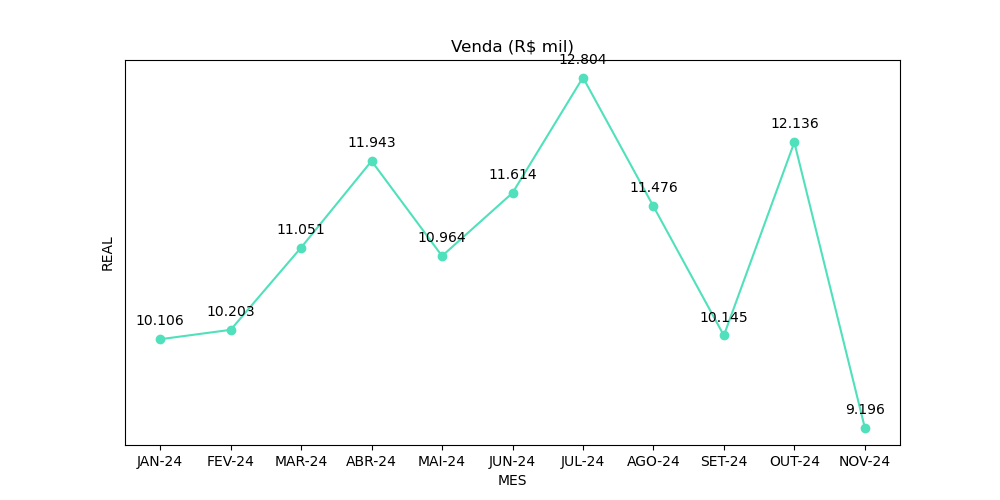 Venda (R$ mil)
12.804
12.136
11.943
11.614
11.476
11.051
10.964
10.203
10.145
10.106
9.196
REAL
JAN-24 FEV-24 MAR-24 ABR-24 MAI-24 JUN-24 JUL-24 AGO-24 SET-24 OUT-24 NOV-24
MES